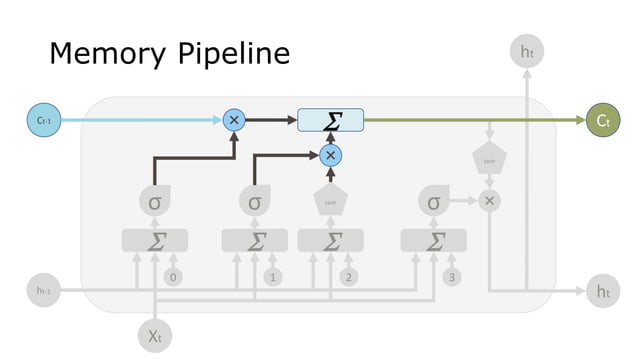 Memory Pipeline
ht
Ct-1
×
Σ
Ct
×
tanh
σ
σ
tanh
σ
×
Σ
Σ
Σ
Σ
ht-1
0
1
2
3
ht
Xt